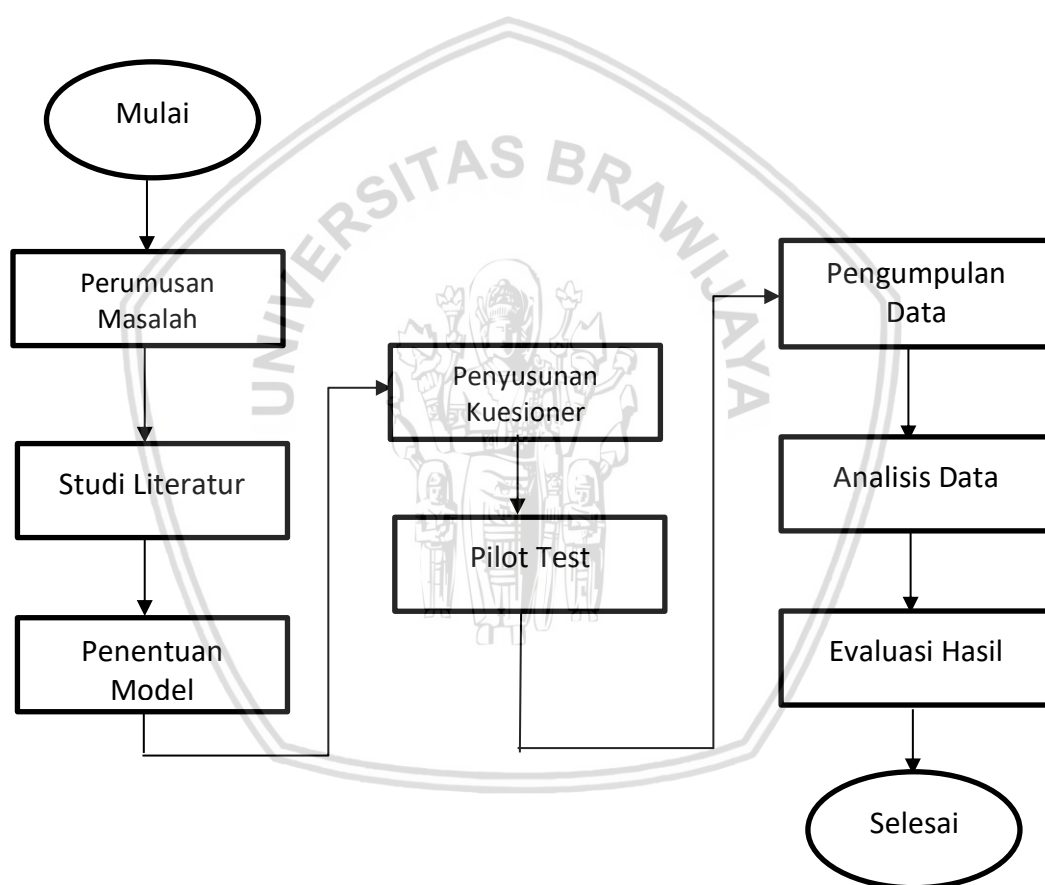 UNIVERSITAS BRAWIJAYA
Mulai
Perumusan
Masalah
Studi Literatur
Penentuan
Model
Penyusunan
Kuesioner
Pilot Test
Pengumpulan
Data
Analisis Data
Evaluasi Hasil
Selesai